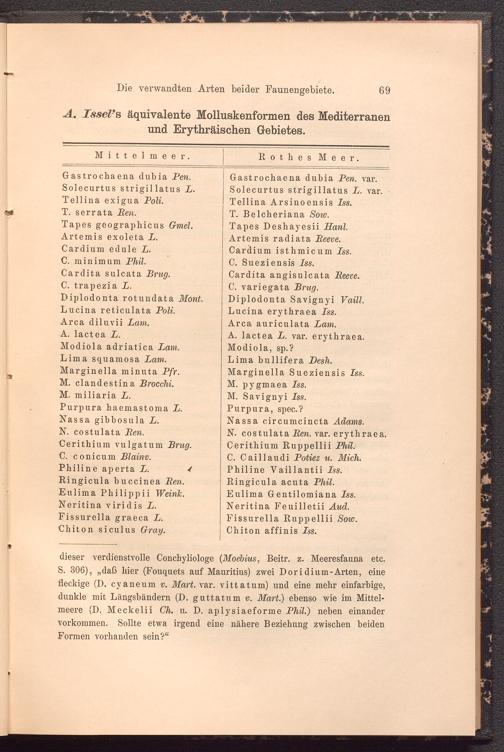 Die verwandten Arten beider Faunengebiete. 69
A. Issel's äquivalente Molluskenformen des Mediterranen
und Erythräischen Gebietes.
Mittelmeer. Rothes Meer.
Gastrochaena dubia Pen. Gastrochaena dubia Pen. var.
Solecurtus strigillatus L. Solecurtus strigillatus L. var.
Tellina exigua Poli. Tellina Arsinoensis Iss.
T. serrata Ren. T. Belcheriana Sow.
Tapes geographicus Gmel. Tapes Deshayesii Hanl.
Artemis exoleta L. Artemis radiata Reeve.
Cardium edule L. Cardium isthmicum Iss.
C. minimum Phil. C. Sueziensis Iss.
Cardita sulcata Brug. Cardita angisulcata Reeve.
C. trapezia L. C. variegata Brug.
Diplodonta rotundata Mont. Diplodonta Savignyi Vaill.
Lucina reticulata Poli. Lucina erythraea Iss.
Arca diluvii Lam. Arca auriculata Lam.
A. lactea L. A. lactea L. var. erythraea.
Modiola adriatica Lam. Modiola, sp.?
Lima squamosa Lam. Lima bullifera Desh.
Marginella minuta Pfr. Marginella Sueziensis Iss.
M. clandestina Brocchi. M. pygmaea Iss.
M. miliaria L. M. Savignyi Iss.
Purpura haemastoma L. Purpura, spec.?
Nassa gibbosula L. Nassa circumcincta Adams.
N. costulata Ren. N. costulata Ren. var. erythraea.
Cerithium vulgatum Brug. Cerithium Ruppellii Phil.
C. conicum Blainv. C. Caillaudi Potiez u. Mich.
Philine aperta L. Philine Vaillantii Iss.
Ringicula buccinea Ren. Ringicula acuta Phil.
Eulima Philippii Weink. Eulima Gentilomiana Iss.
Neritina viridis L. Neritina Feuilletii Aud.
Fissurella graeca L. Fissurella Ruppellii Sow.
Chiton siculus Gray. Chiton affinis Iss.
dieser verdienstvolle Conchyliologe (Moebius, Beitr. z. Meeresfauna etc.
S. 306), „daß hier (Fouquets auf Mauritius) zwei Doridium-Arten, eine
fleckige (D. cyaneum v. Mart. var. vittatum) und eine mehr einfarbige,
dunkle mit Längsbändern (D. guttatum v. Mart.) ebenso wie im Mittel-
meere (D. Meckelii Ch. u. D. aplysiaeforme Phil.) neben einander
vorkommen. Sollte etwa irgend eine nähere Beziehung zwischen beiden
Formen vorhanden sein?“